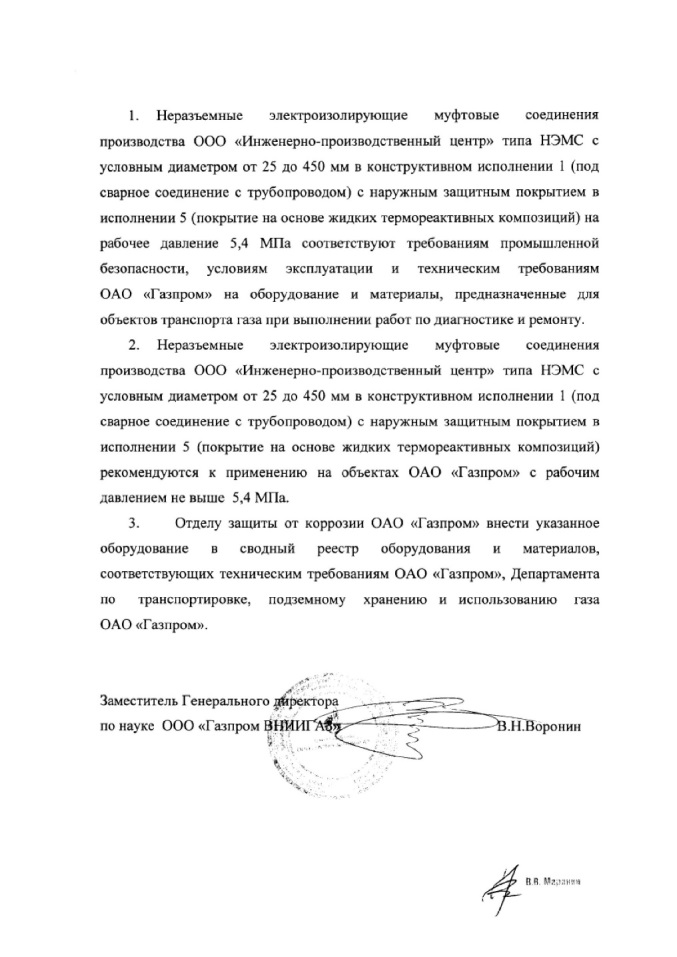 1. Неразъемные электроизолирующие муфтовые соединения
производства ООО «Инженерно-производственный центр» типа НЭМС с
условным диаметром от 25 до 450 мм в конструктивном исполнении 1 (под
сварное соединение с трубопроводом) с наружным защитным покрытием в
исполнении 5 (покрытие на основе жидких термореактивных композиций) на
рабочее давление 5,4 МПа соответствуют требованиям промышленной
безопасности, условиям эксплуатации и техническим требованиям
ОАО «Газпром» на оборудование и материалы, предназначенные для
объектов транспорта газа при выполнении работ по диагностике и ремонту.
2. Неразъемные электроизолирующие муфтовые соединения
производства ООО «Инженерно-производственный центр» типа НЭМС с
условным диаметром от 25 до 450 мм в конструктивном исполнении 1 (под
сварное соединение с трубопроводом) с наружным защитным покрытием в
исполнении 5 (покрытие на основе жидких термореактивных композиций)
рекомендуются к применению на объектах ОАО «Газпром» с рабочим
давлением не выше 5,4 МПа.
3. Отделу защиты от коррозии ОАО «Газпром» внести указанное
оборудование в сводный реестр оборудования и материалов,
соответствующих техническим требованиям ОАО «Газпром», Департамента
по транспортировке, подземному хранению и использованию газа
ОАО «Газпром».
Заместитель Генерального директора
по науке ООО «Газпром ВНИИГАЗ» В.Н.Воронин
В.В.